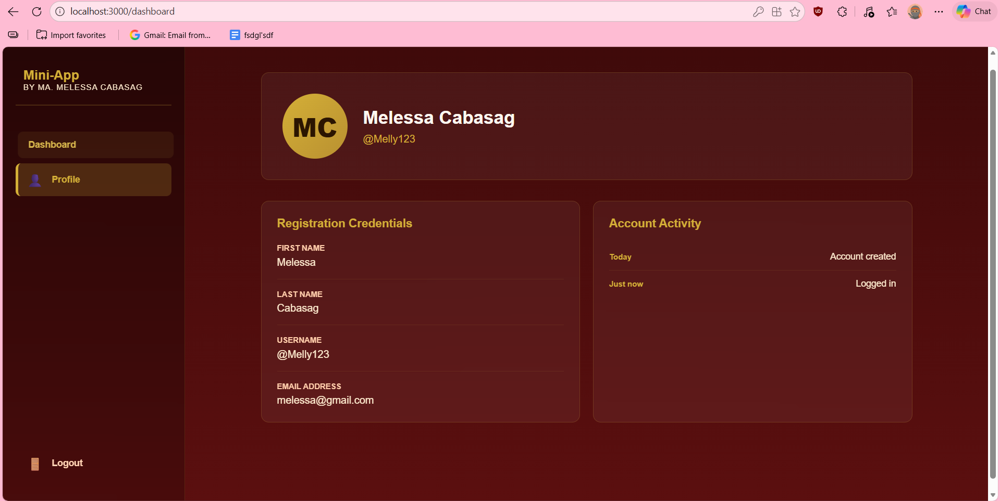 localhost:3000/dashboard
Chat
Import favorites
Gmail: Email from...
fsdgl'sdf
Mini-App
BY MA. MELESSA CABASAG
Dashboard
Profile
Logout
MC
Melessa Cabasag
@Melly123
Registration Credentials
FIRST NAME
Melessa
LAST NAME
Cabasag
USERNAME
@Melly123
EMAIL ADDRESS
melessa@gmail.com
Account Activity
Today
Account created
Just now
Logged in